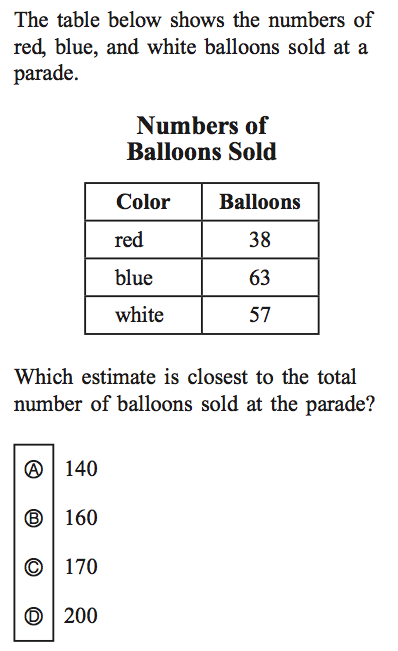 The table below shows the numbers of
red, blue, and white balloons sold at a
parade.
Numbers of
Balloons Sold
Color Balloons
red 38
blue 63
white 57
Which estimate is closest to the total
number of balloons sold at the parade?
Ⓐ 140
Ⓑ 160
Ⓒ 170
Ⓓ 200